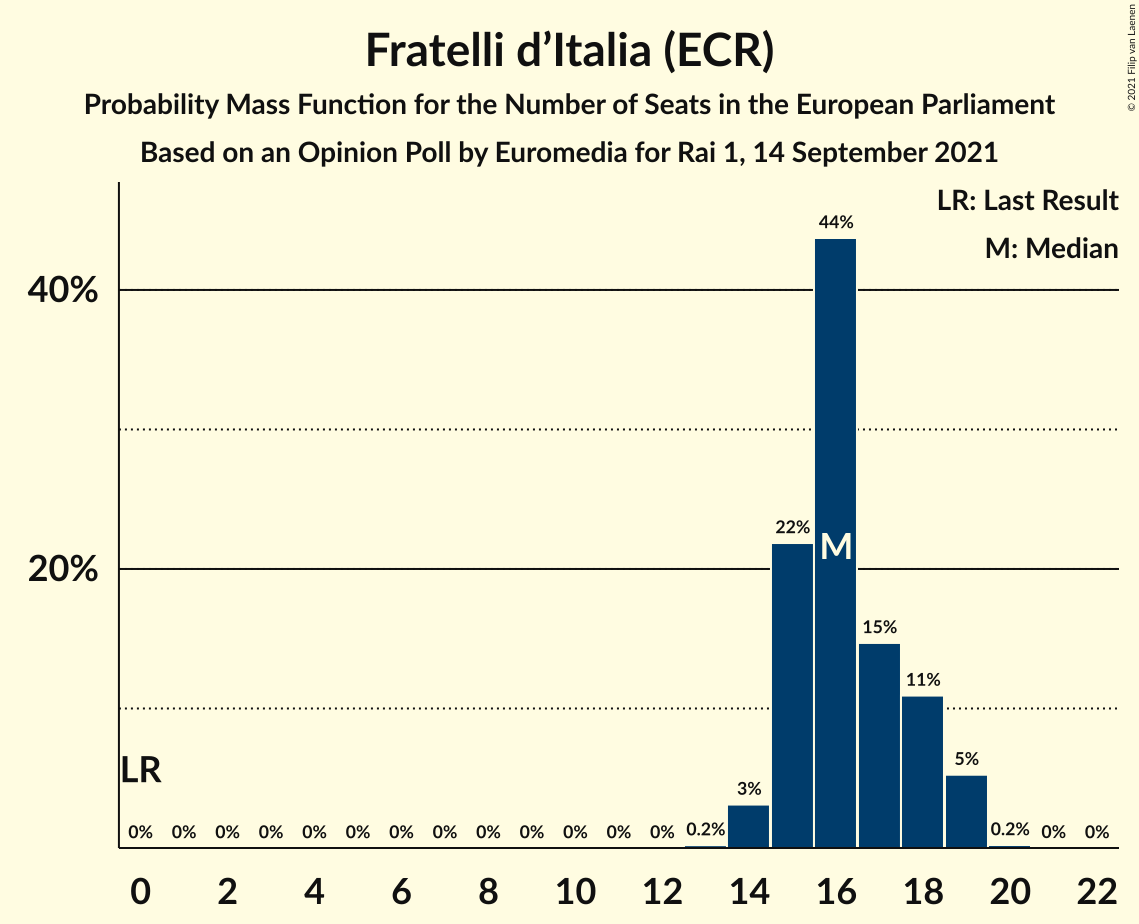 Fratelli d’Italia (ECR)
Probability Mass Function for the Number of Seats in the European Parliament
Based on an Opinion Poll by Euromedia for Rai 1, 14 September 2021
© 2021 Filip van Laenen
LR: Last Result
M: Median
44%
40%
22%
M
20%
15%
11%
5%
LR
3%
0% 0% 0% 0% 0% 0% 0% 0% 0% 0% 0% 0% 0% 0.2% 0.2% 0% 0%
0 2 4 6 8 10 12 14 16 18 20 22